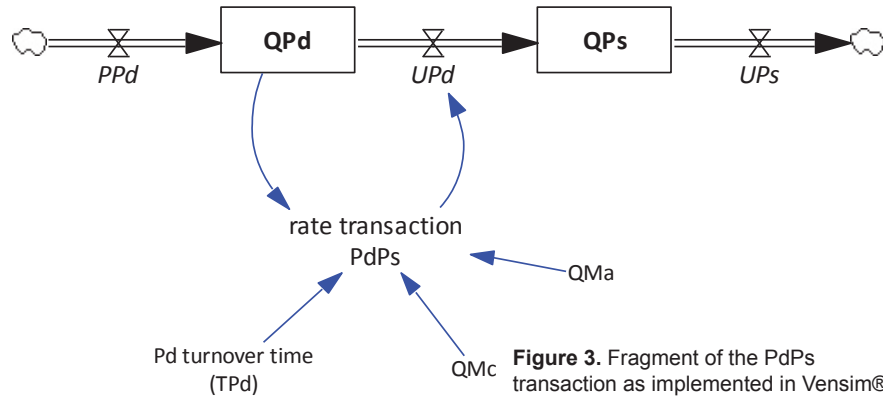 QPd
QPs
PPd
UPd
UPs
rate transaction
PdPs
QMa
Pd turnover time
(TPd)
QMc
Figure 3. Fragment of the PdPs
transaction as implemented in Vensim®